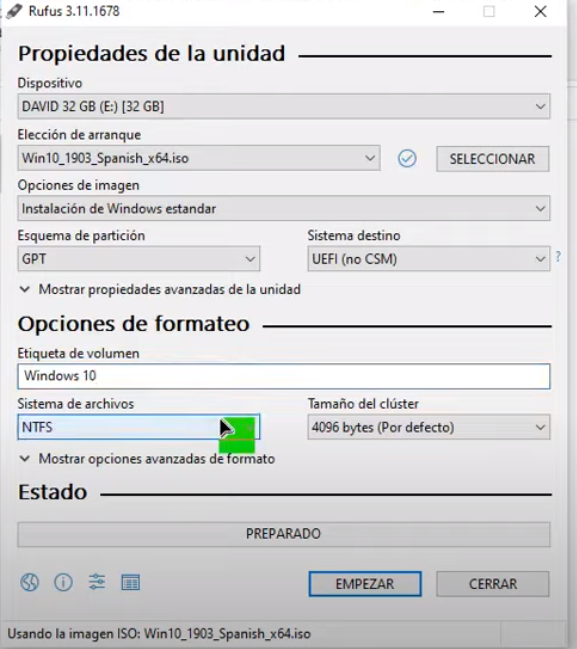 Rufus 3.11.1678
Propiedades de la unidad
Dispositivo
DAVID 32 GB (E:) [32 GB]
Elección de arranque
Win10_1903_Spanish_x64.iso
SELECCIONAR
Opciones de imagen
Instalación de Windows estandar
Esquema de partición
Sistema destino
GPT
UEFI (no CSM)
?
Mostrar propiedades avanzadas de la unidad
Opciones de formateo
Etiqueta de volumen
Windows 10
Sistema de archivos
Tamaño del clúster
NTFS
4096 bytes (Por defecto)
Mostrar opciones avanzadas de formato
Estado
PREPARADO
EMPEZAR
CERRAR
Usando la imagen ISO: Win10_1903_Spanish_x64.iso